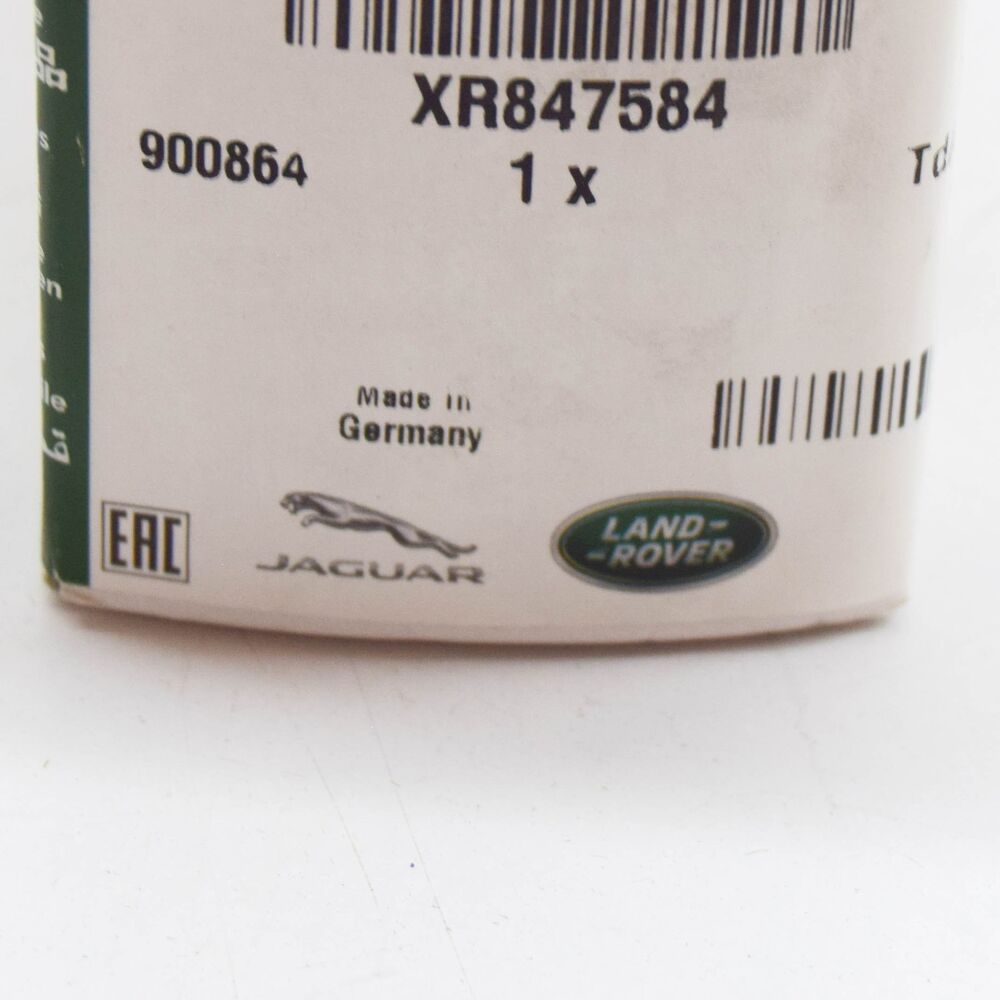 XR847584
900864
1 x
Made in
Germany
EAC
JAGUAR
LAND-
-ROVER